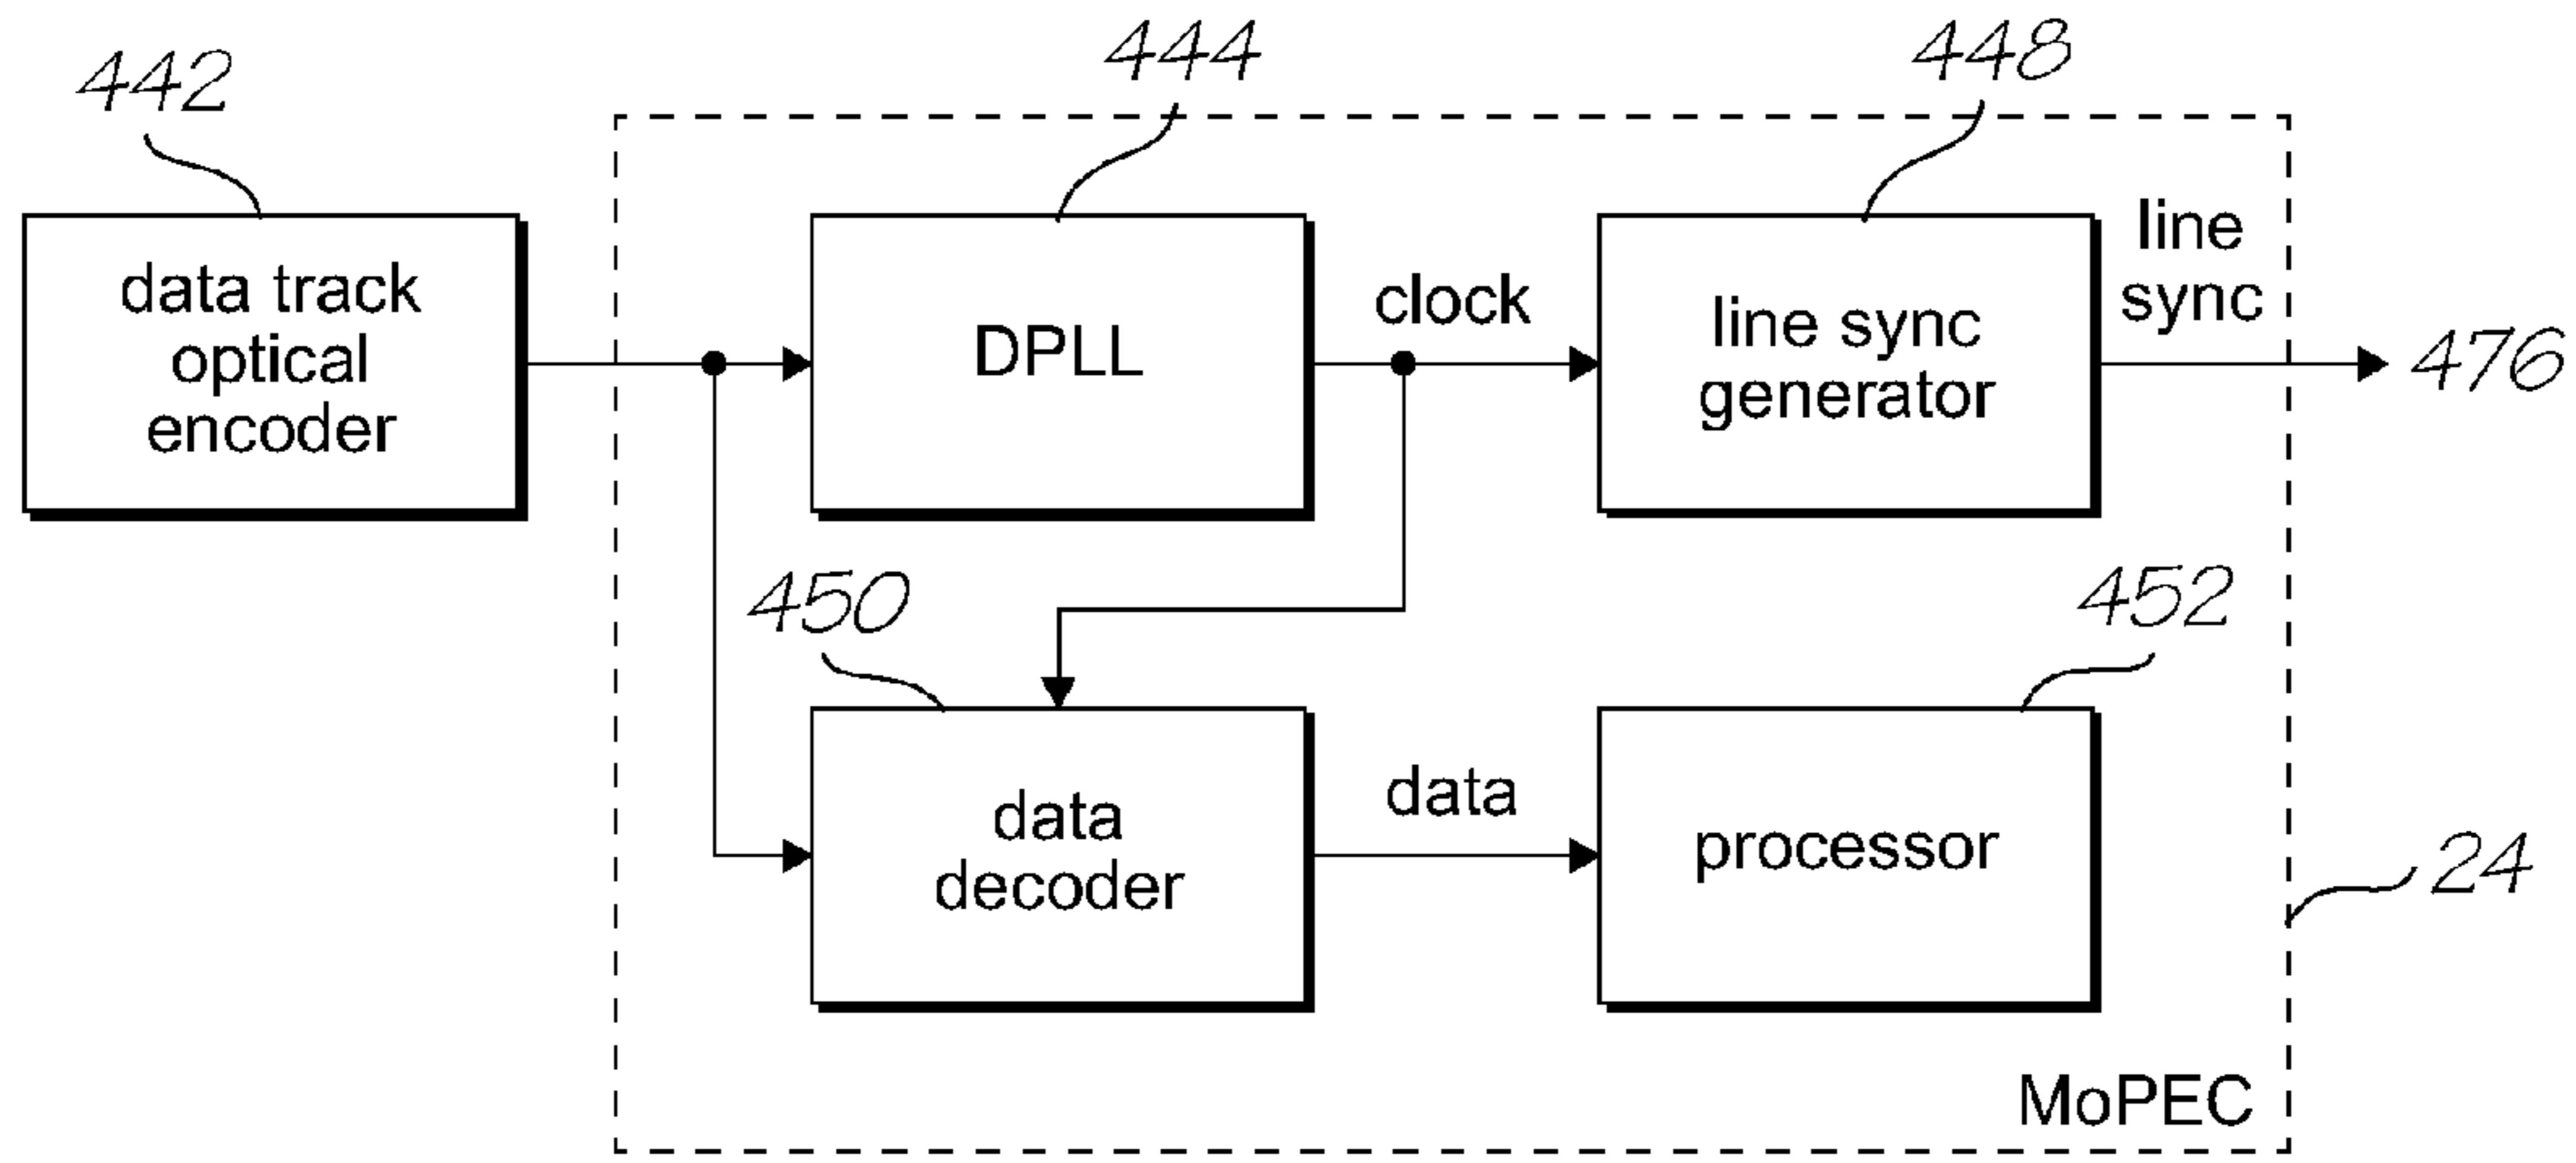 442
444
448
data track
optical
encoder
DPLL
clock
line sync
generator
line
sync
476
450
452
data
decoder
data
processor
24
MoPEC